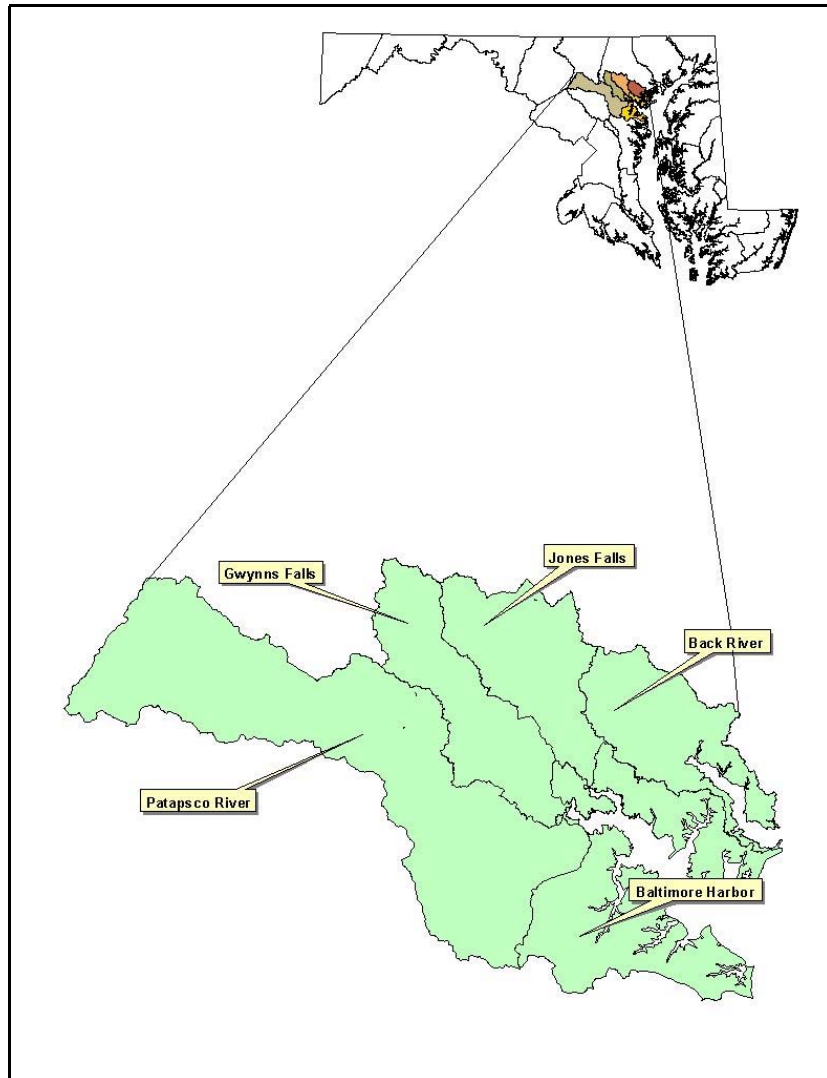 Jones Falls
Gwynns Falls
Back River
Patapsco River
Baltimore Harbor